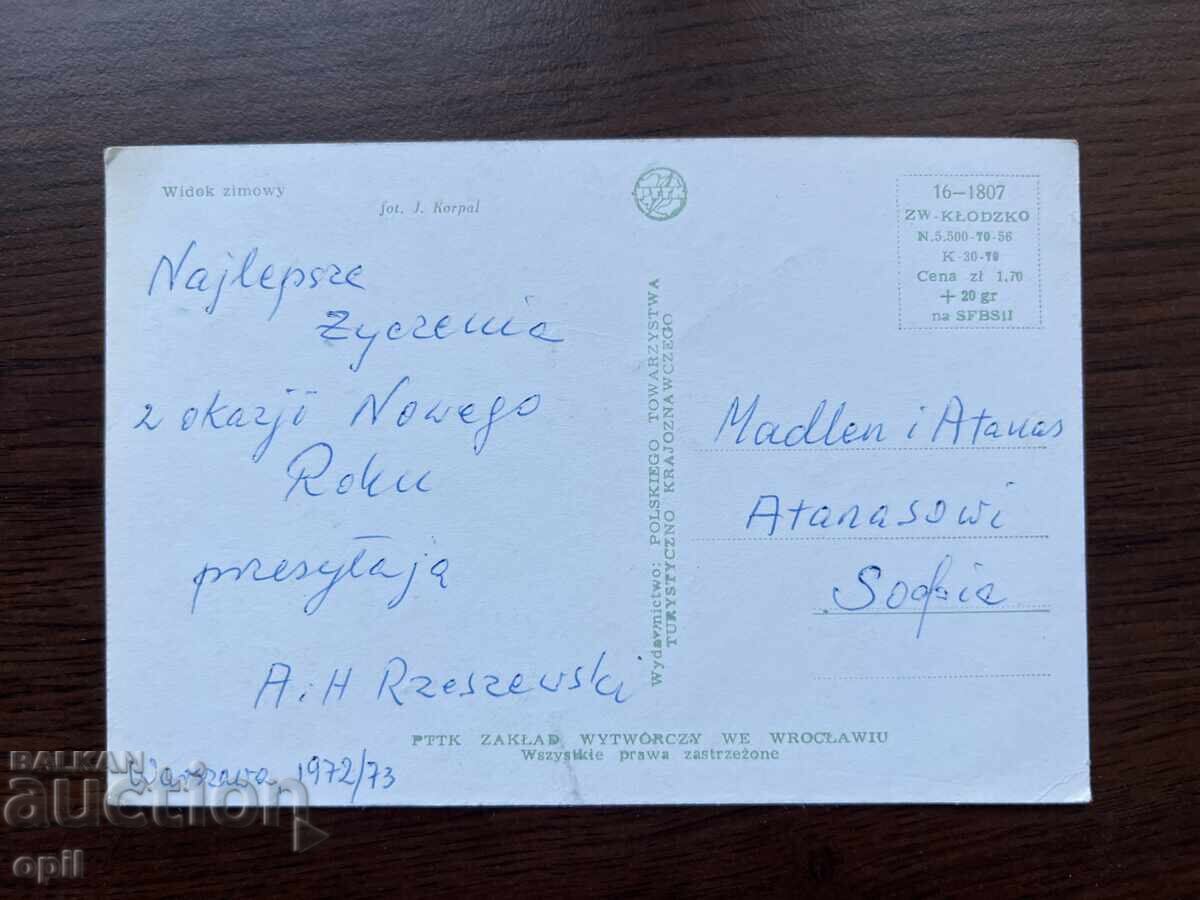 Widok zimowy
fot. J. Korpal
Najlepsze
życzenia
z okazji Nowego
Roku
przesyłają
A. i H Rzeszewski
Warszawa 1972/73
PTTK
Wydawnictwo: POLSKIEGO TOWARZYSTWA
TURYSTYCZNO KRAJOZNAWCZEGO
16-1807
ZW-KŁODZKO
N.5.500-70-56
K-30-70
Cena zł 1,70
+ 20 gr
na SFBSiI
Madlen i Atanas
Atanasowi
Sofie
PTTK ZAKŁAD WYTWÓRCZY WE WROCŁAWIU
Wszystkie prawa zastrzeżone
BALKAN
auction
opil